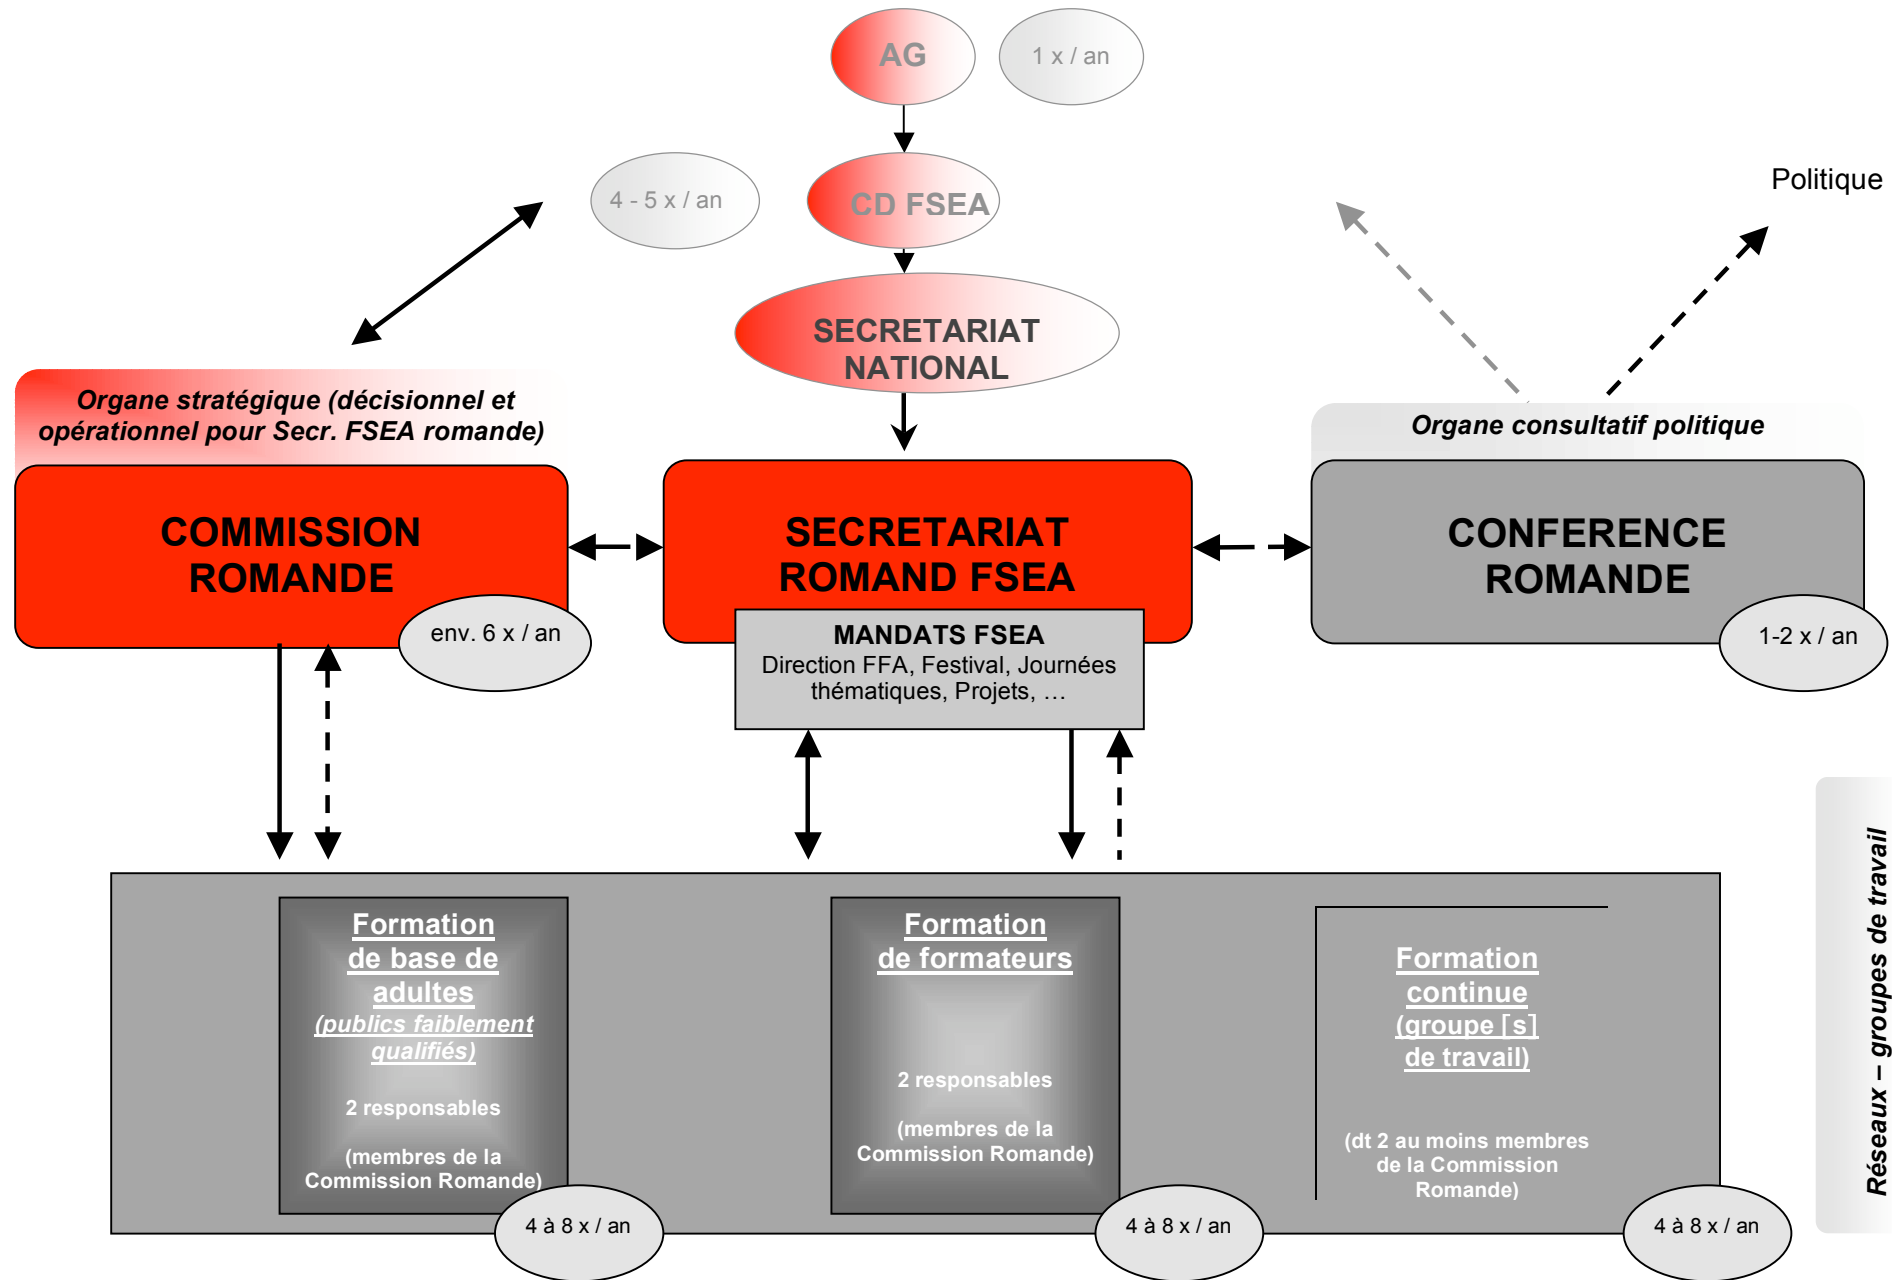 AG
1 x / an
4 - 5 x / an
CD FSEA
Politique
SECRETARIAT
NATIONAL
Organe stratégique (décisionnel et
opérationnel pour Secr. FSEA romande)
Organe consultatif politique
COMMISSION
ROMANDE
env. 6 x / an
SECRETARIAT
ROMAND FSEA
MANDATS FSEA
Direction FFA, Festival, Journées
thématiques, Projets, …
CONFERENCE
ROMANDE
1-2 x / an
Formation
de base de
adultes
(publics faiblement
qualifiés)
2 responsables
(membres de la
Commission Romande)
4 à 8 x / an
Formation
de formateurs
2 responsables
(membres de la
Commission Romande)
4 à 8 x / an
Formation
continue
(groupe [s]
de travail)
(dt 2 au moins membres
de la Commission
Romande)
4 à 8 x / an
Réseaux – groupes de travail